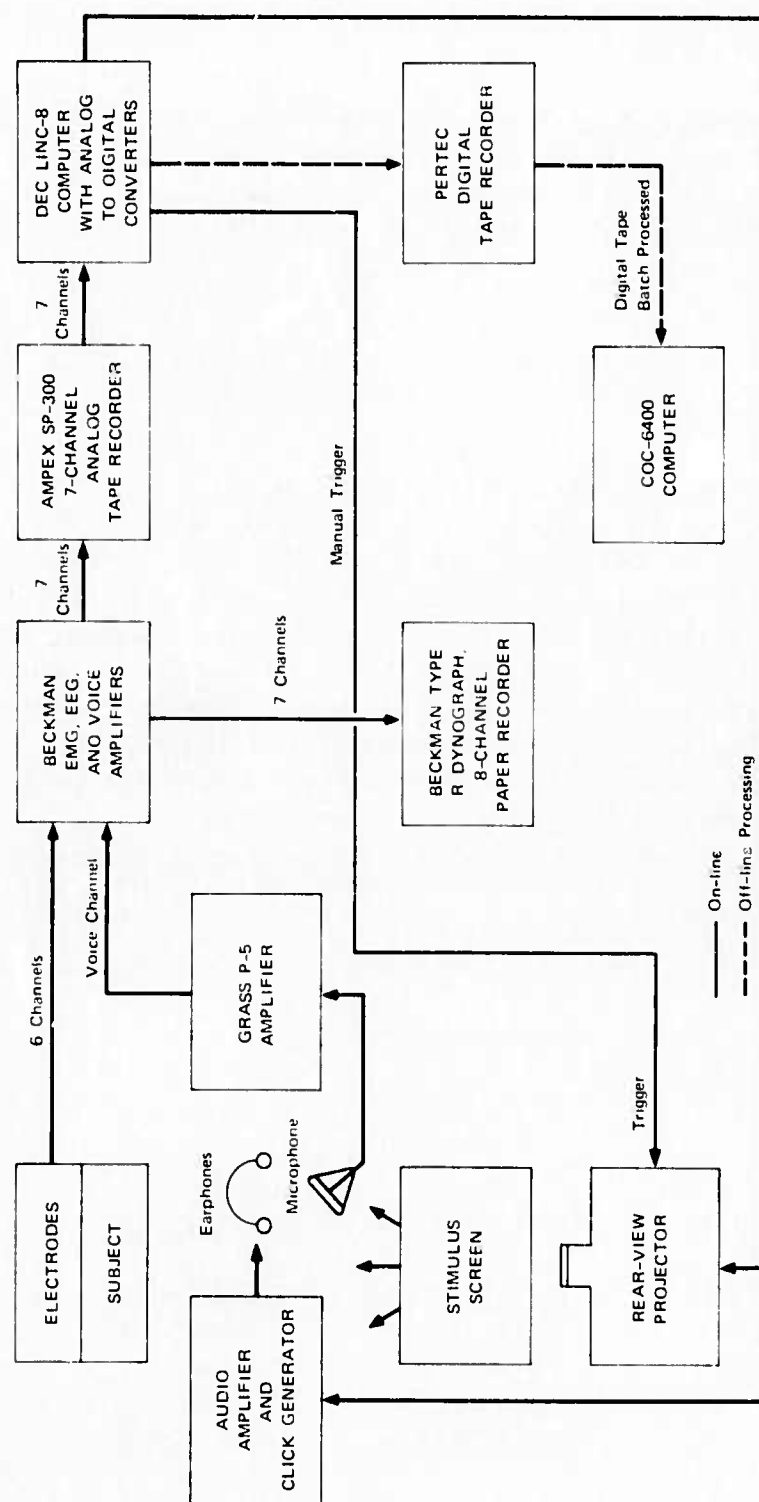 ELECTRODES
SUBJECT
6 Channels
BECKMAN
EMG, EEG,
AND VOICE
AMPLIFIERS
7
Channels
AMPEX SP-300
7-CHANNEL
ANALOG
TAPE RECORDER
7
Channels
DEC LINC-8
COMPUTER
WITH ANALOG
TO OIGITAL
CONVERTERS
Voice Channel
AUDIO
AMPLIFIER
AND
CLICK GENERATOR
Earphones
Microphone
GRASS P-5
AMPLIFIER
7 Channels
Manual Trigger
STIMULUS
SCREEN
BECKMAN TYPE
R DYNOGRAPH,
8-CHANNEL
PAPER RECORDER
PERTEC
DIGITAL
TAPE RECORDER
REAR-VIEW
PROJECTOR
Trigger
COC-6400
COMPUTER
Digital Tape
Batch Processed
On-line
Off-line Processing